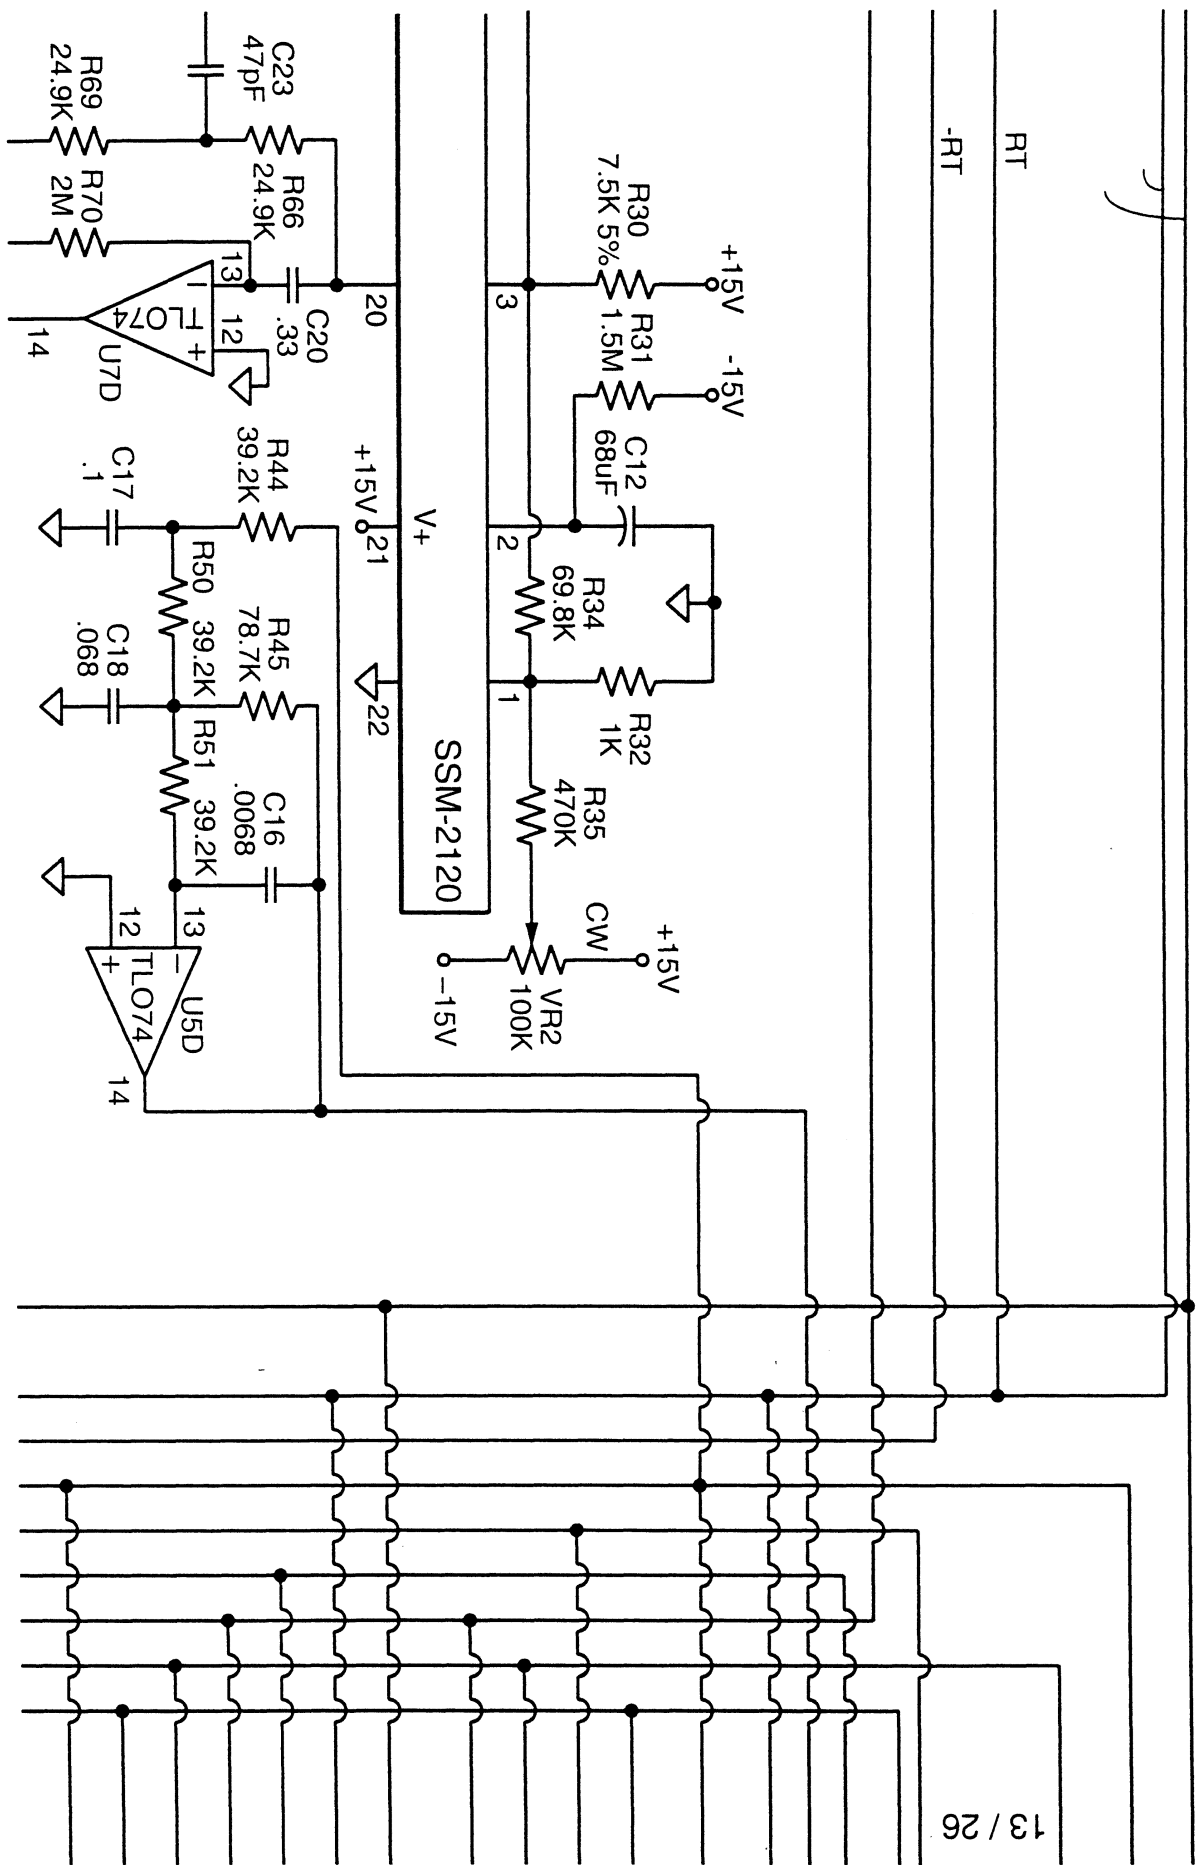 RT
-RT
+15V
-15V
R30
7.5K 5%
R31
1.5M
C12
68uF
3
2
1
R34
69.8K
R32
1K
R35
470K
+15V
CW
VR2
100K
–15V
V+
SSM-2120
20
+15V
21
22
C23
47pF
R66
24.9K
R69
24.9K
R70
2M
C20
.33
13
12
–
+
TLO74
U7D
14
R44
39.2K
R45
78.7K
C16
.0068
R50 39.2K
R51 39.2K
C17
.1
C18
.068
13
12
–
+
TLO74
U5D
14
13 / 26